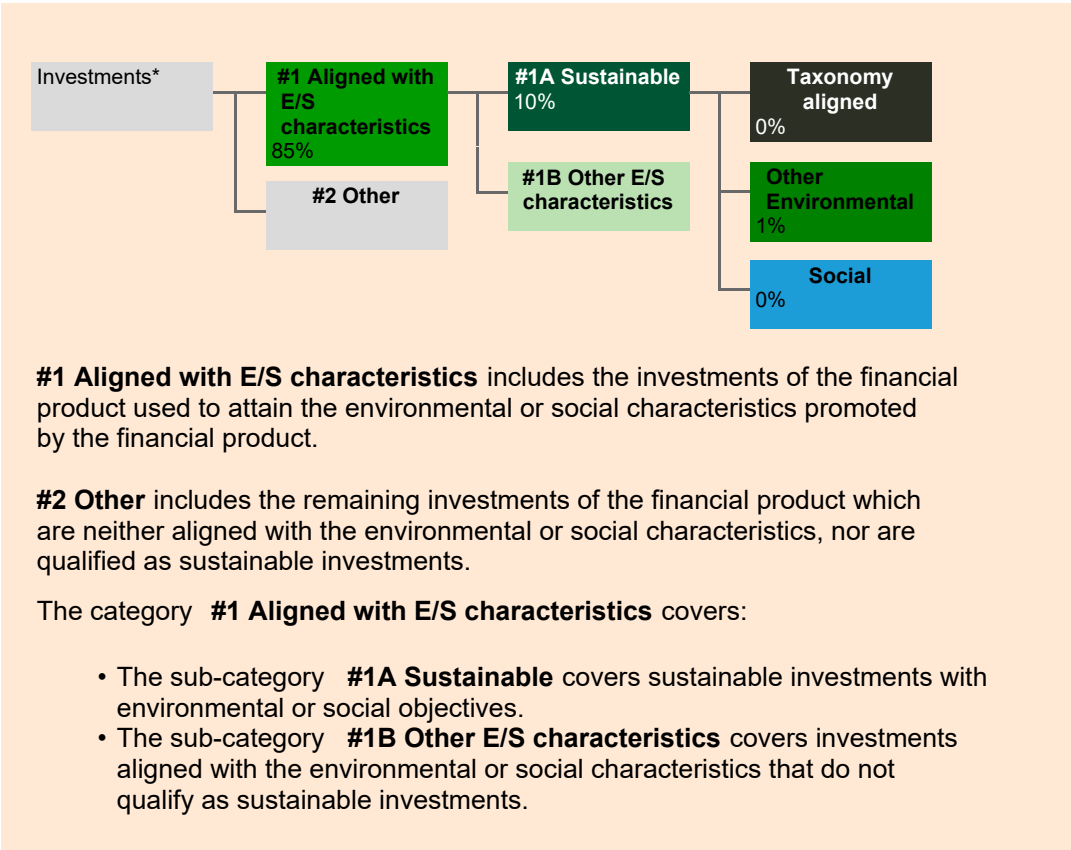 Investments*
#1 Aligned with
E/S
characteristics
85%
#2 Other
#1A Sustainable
10%
#1B Other E/S
characteristics
Taxonomy
aligned
0%
Other
Environmental
1%
Social
0%
#1 Aligned with E/S characteristics includes the investments of the financial
product used to attain the environmental or social characteristics promoted
by the financial product.
#2 Other includes the remaining investments of the financial product which
are neither aligned with the environmental or social characteristics, nor are
qualified as sustainable investments.
The category #1 Aligned with E/S characteristics covers:
• The sub-category #1A Sustainable covers sustainable investments with
environmental or social objectives.
• The sub-category #1B Other E/S characteristics covers investments
aligned with the environmental or social characteristics that do not
qualify as sustainable investments.